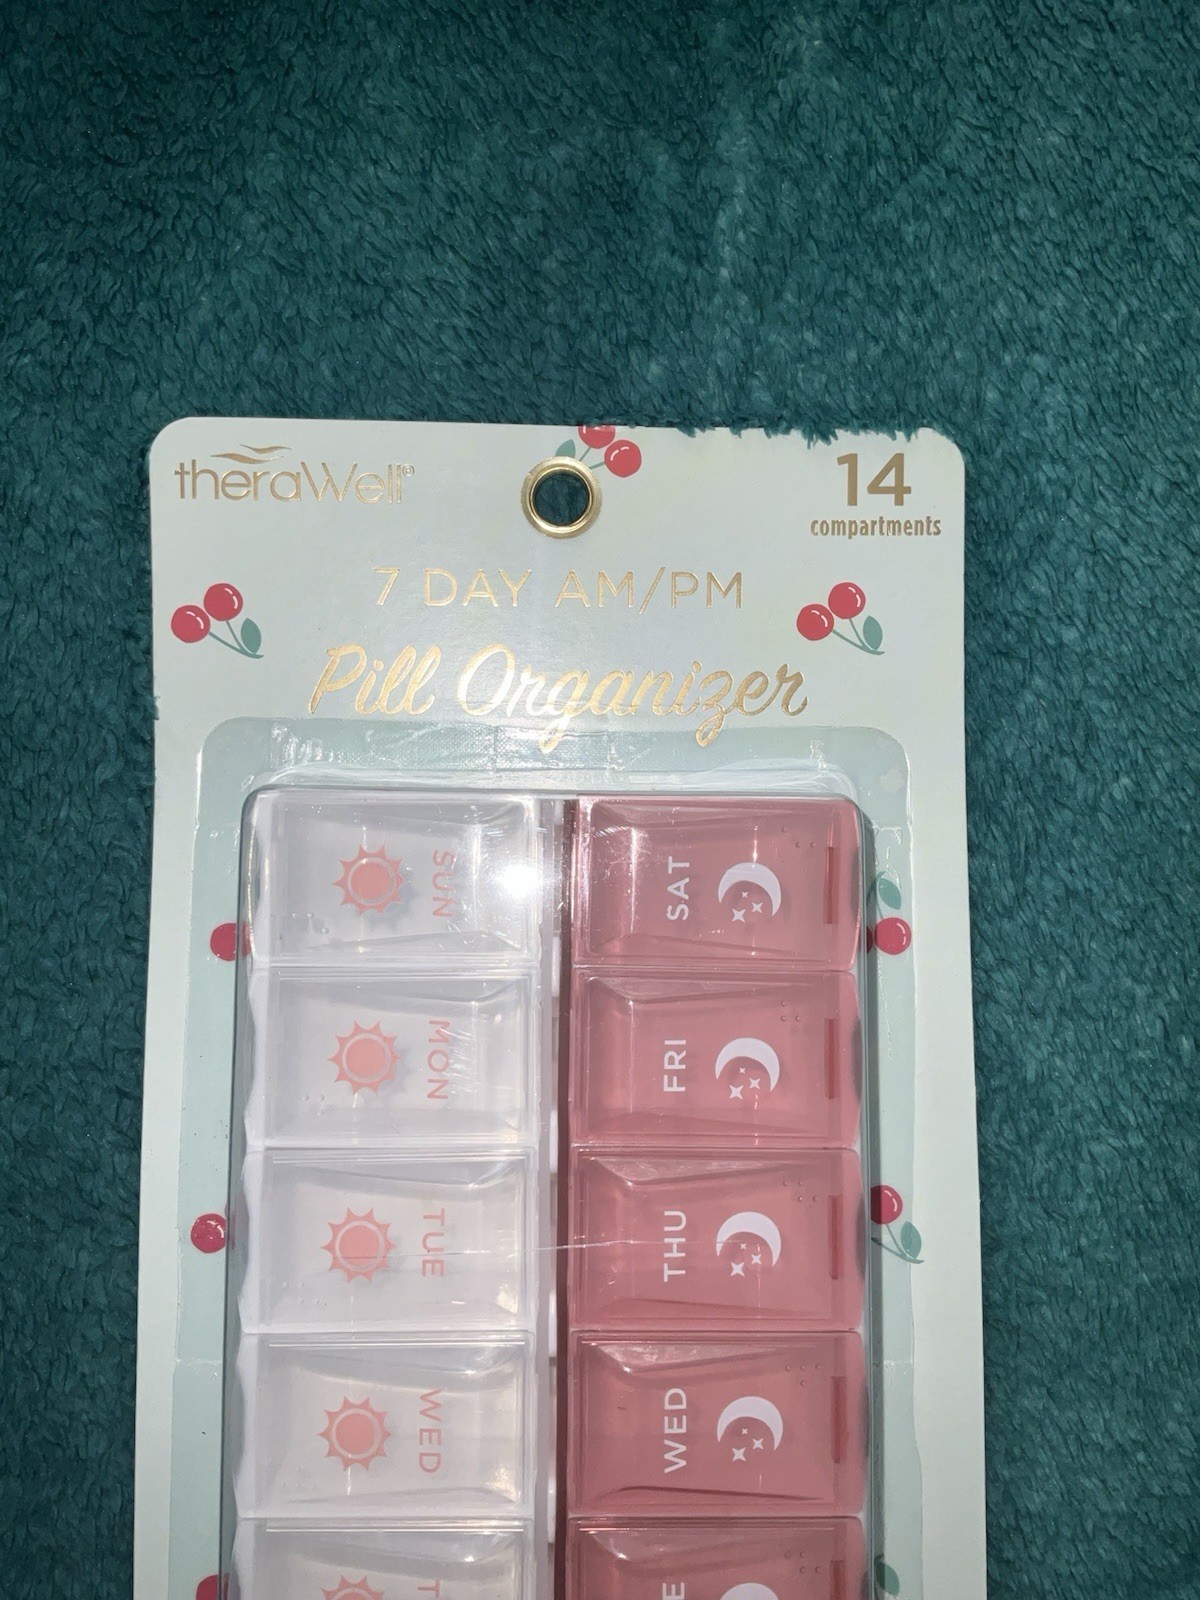 theraWell®
14
compartments
7 DAY AM/PM
Pill Organizer
SUN
SAT
MON
FRI
TUE
THU
WED
WED
T
E